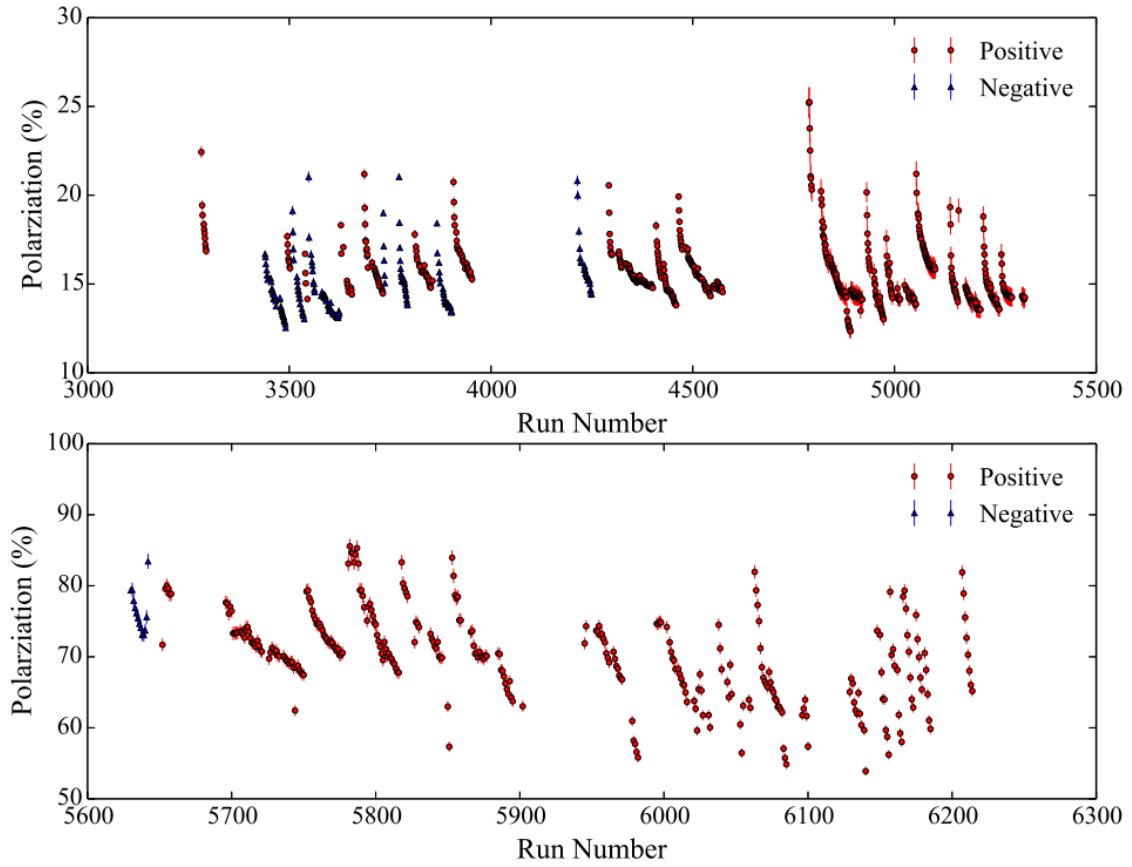 30
25
20
15
10
Polarziation (%)
Positive
Negative
3000 3500 4000 4500 5000 5500
Run Number
100
90
80
70
60
50
Polarziation (%)
Positive
Negative
5600 5700 5800 5900 6000 6100 6200 6300
Run Number